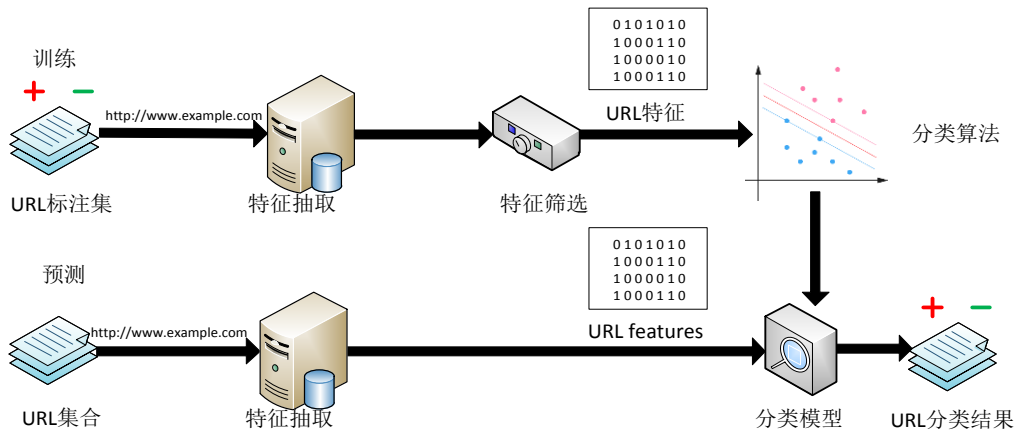 训练
+ −
http://www.example.com
URL标注集
特征抽取
特征筛选
0101010
1000110
1000010
1000110
URL特征
分类算法
预测
http://www.example.com
URL集合
特征抽取
0101010
1000110
1000010
1000110
URL features
分类模型
+ −
URL分类结果